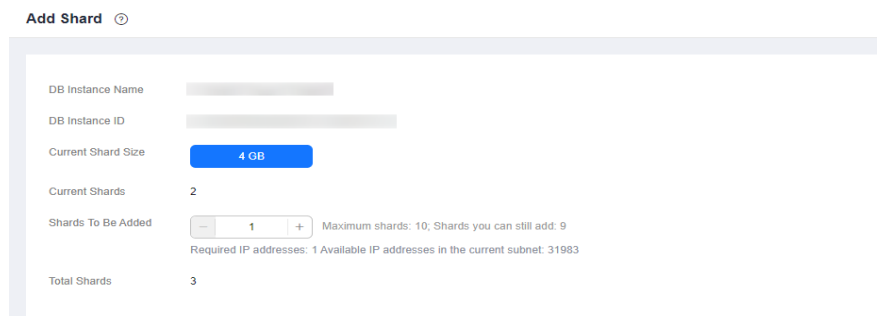 Add Shard ?
DB Instance Name
DB Instance ID
Current Shard Size 4 GB
Current Shards 2
Shards To Be Added − 1 + Maximum shards: 10; Shards you can still add: 9
Required IP addresses: 1 Available IP addresses in the current subnet: 31983
Total Shards 3